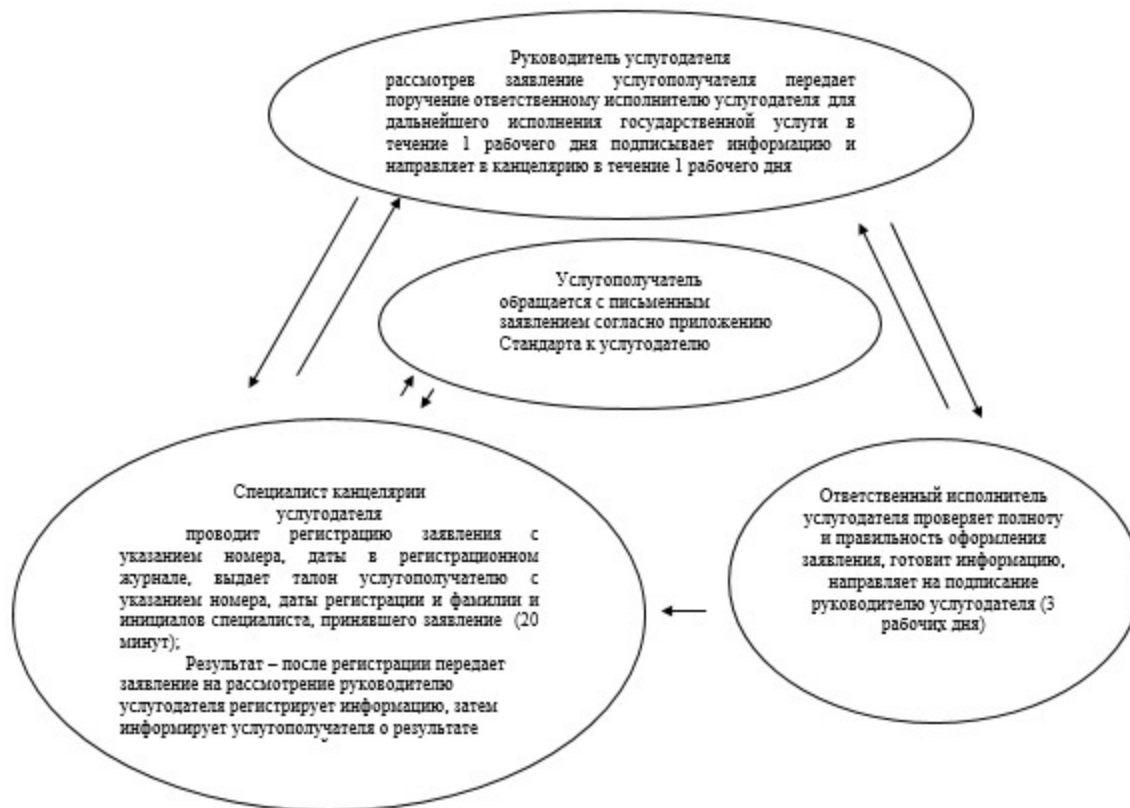 Руководитель услугодателя
рассмотрев заявление услугополучателя передает
поручение ответственному исполнителю услугодателя для
дальнейшего исполнения государственной услуги в
течение 1 рабочего дня подписывает информацию и
направляет в канцелярию в течение 1 рабочего дня
Услугополучатель
обращается с письменным
заявлением согласно приложению
Стандарта к услугодателю
Специалист канцелярии
услугодателя
проводит регистрацию заявления с
указанием номера, даты в регистрационном
журнале, выдает талон услугополучателю с
указанием номера, даты регистрации и фамилии и
инициалов специалиста, принявшего заявление (20
минут);
Результат – после регистрации передает
заявление на рассмотрение руководителю
услугодателя регистрирует информацию, затем
информирует услугополучателя о результате
Ответственный исполнитель
услугодателя проверяет полноту
и правильность оформления
заявления, готовит информацию,
направляет на подписание
руководителю услугодателя (3
рабочих дня)